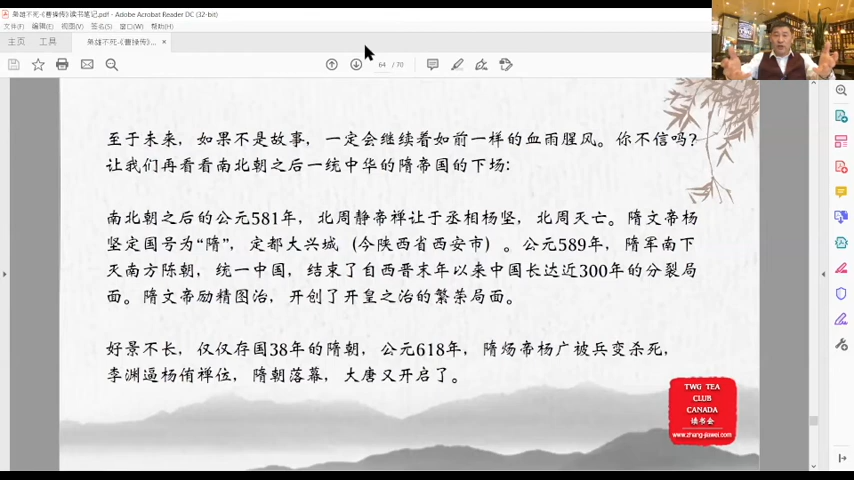 枭雄不死-《曹操传》读书笔记.pdf - Adobe Acrobat Reader DC (32-bit)
文件(F) 编辑(E) 视图(V) 签名(S) 窗口(W) 帮助(H)
主页 工具 枭雄不死-《曹操传》... ×
64 / 70
至于未来，如果不是故事，一定会继续着如前一样的血雨腥风。你不信吗？
让我们再看看南北朝之后一统中华的隋帝国的下场：
南北朝之后的公元581年，北周静帝禅让于丞相杨坚，北周灭亡。隋文帝杨
坚定国号为“隋”，定都大兴城（今陕西省西安市）。公元589年，隋军南下
灭南方陈朝，统一中国，结束了自西晋末年以来中国长达近300年的分裂局
面。隋文帝励精图治，开创了开皇之治的繁荣局面。
好景不长，仅仅存国38年的隋朝，公元618年，隋炀帝杨广被兵变杀死，
李渊逼杨侑禅位，隋朝落幕，大唐又开启了。
TWG TEA
CLUB
CANADA
读书会
www.zhang-jiawei.com